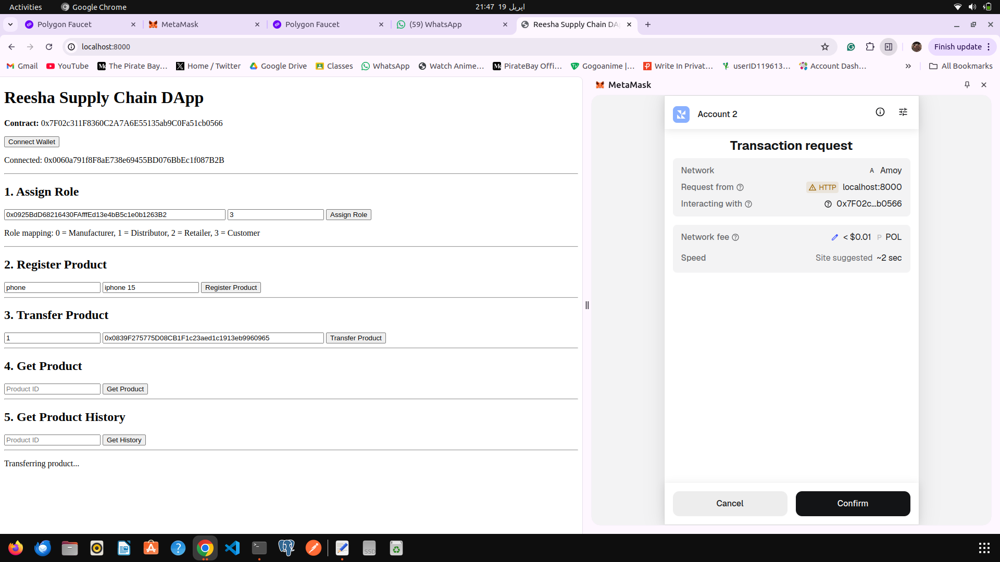 Activities Google Chrome 21:47 19 اپریل
Polygon Faucet MetaMask Polygon Faucet (59) WhatsApp Reesha Supply Chain DA
localhost:8000 Finish update
Gmail YouTube The Pirate Bay… Home / Twitter Google Drive Classes WhatsApp Watch Anime… PirateBay Offi… Gogoanime |… Write In Privat… userID119613… Account Dash… All Bookmarks
Reesha Supply Chain DApp
Contract: 0x7F02c311F8360C2A7A6E55135ab9C0Fa51cb0566
Connect Wallet
Connected: 0x0060a791f8F8aE738e69455BD076BbEc1f087B2B
1. Assign Role
0x0925BdD68216430FAfffEd13e4bB5c1e0b1263B2 3 Assign Role
Role mapping: 0 = Manufacturer, 1 = Distributor, 2 = Retailer, 3 = Customer
2. Register Product
phone iphone 15 Register Product
3. Transfer Product
1 0x0839F275775D08CB1F1c23aed1c1913eb9960965 Transfer Product
4. Get Product
Product ID Get Product
5. Get Product History
Product ID Get History
Transferring product...
MetaMask
Account 2
Transaction request
Network A Amoy
Request from HTTP localhost:8000
Interacting with 0x7F02c...b0566
Network fee < $0.01 P POL
Speed Site suggested ~2 sec
Cancel Confirm
SSD